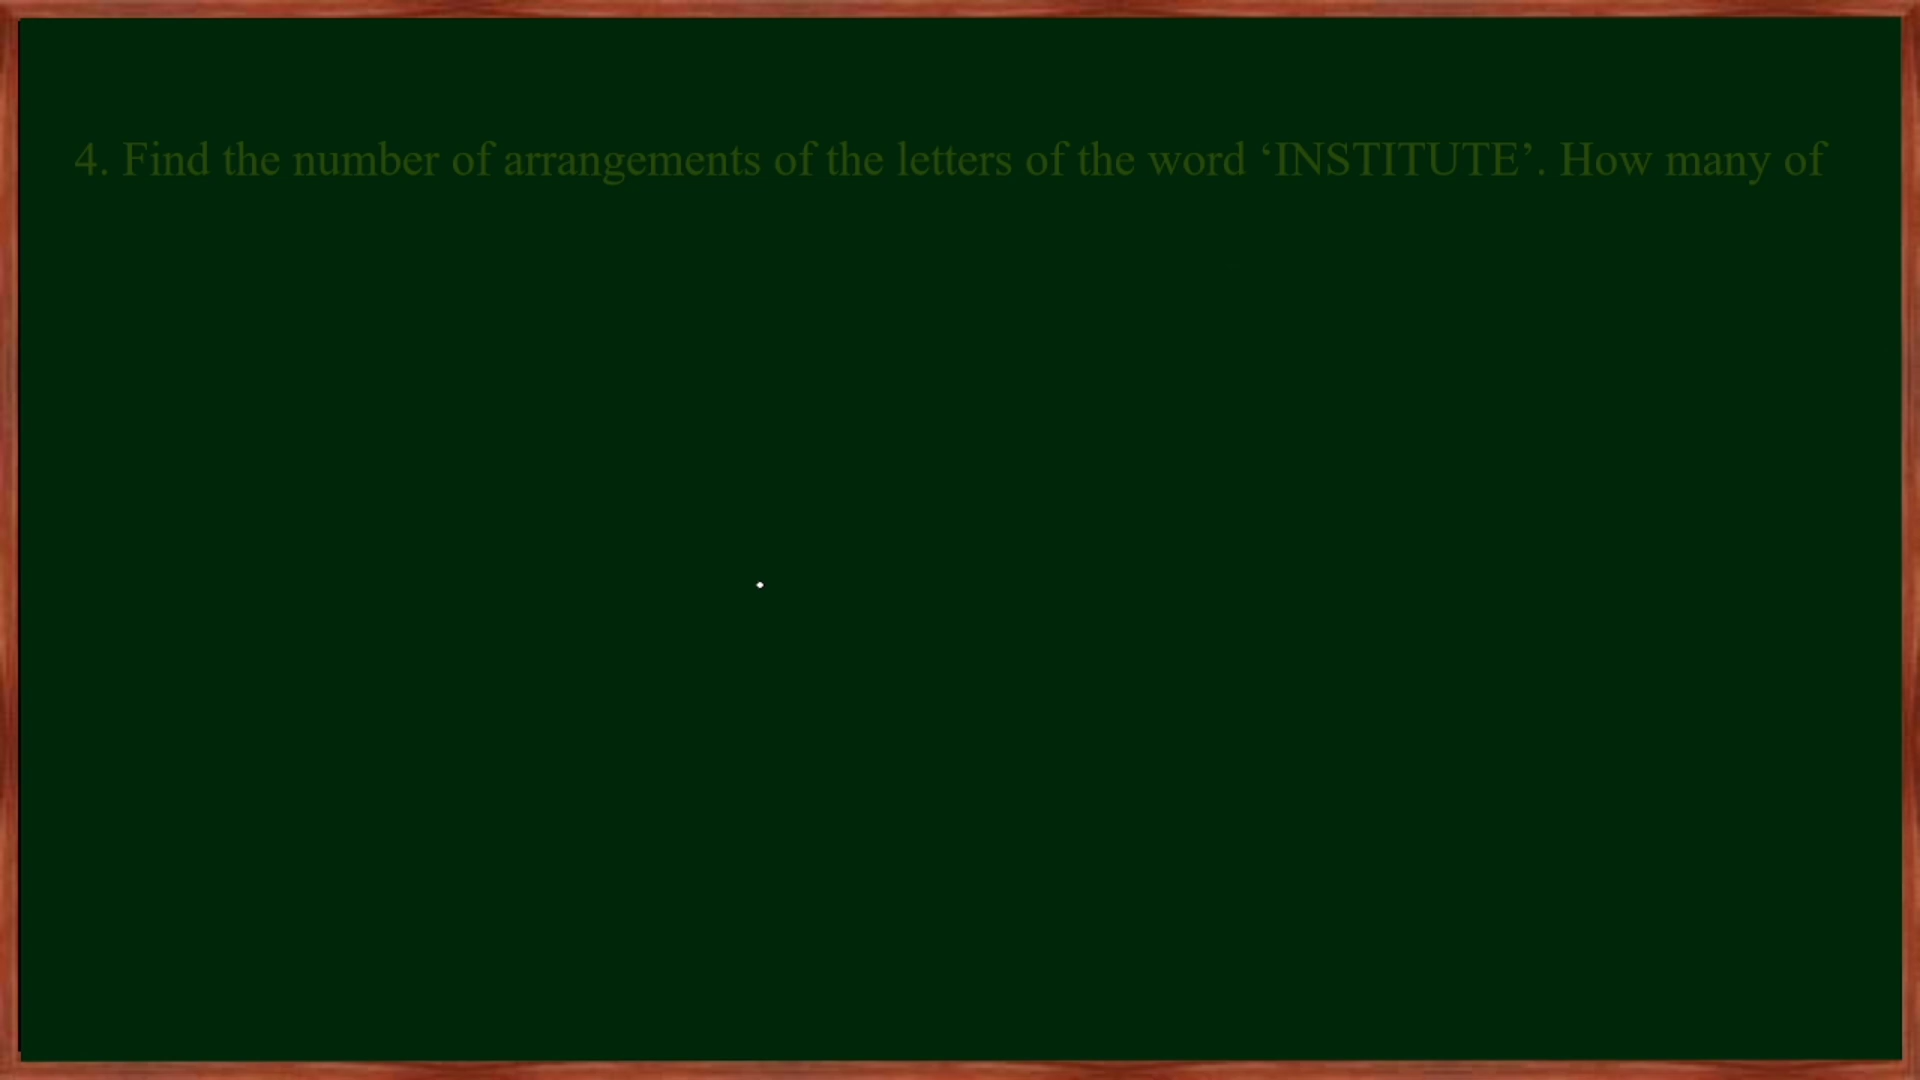 4. Find the number of arrangements of the letters of the word ‘INSTITUTE’. How many of